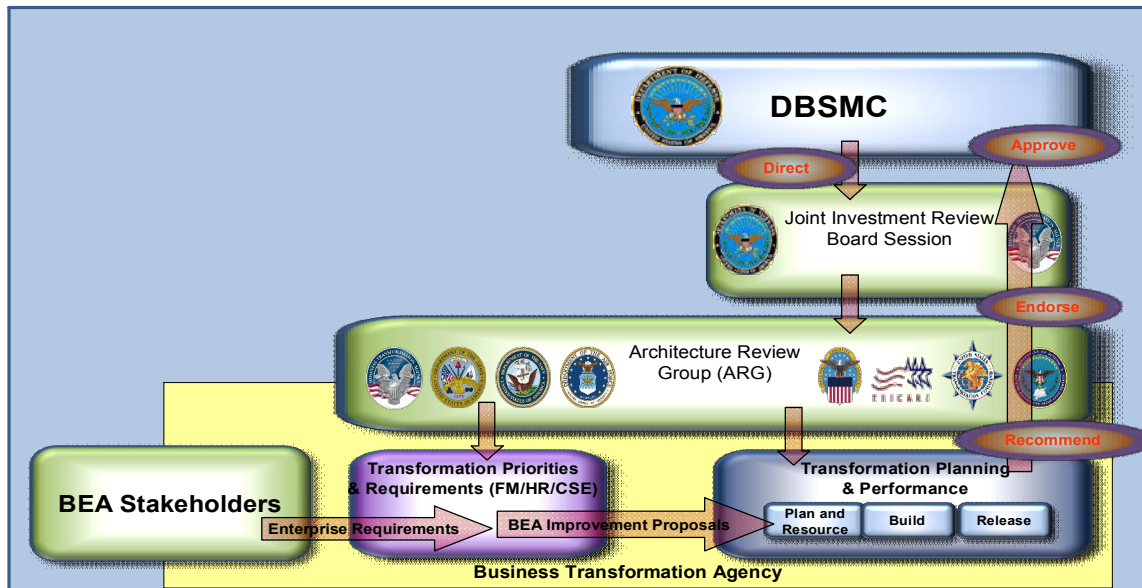 DBSMC
Approve
Direct
Joint Investment Review
Board Session
Endorse
Architecture Review
Group (ARG)
TRICARE
Recommend
BEA Stakeholders
Transformation Priorities
& Requirements (FM/HR/CSE)
Transformation Planning
& Performance
Enterprise Requirements
BEA Improvement Proposals
Plan and
Resource
Build
Release
Business Transformation Agency